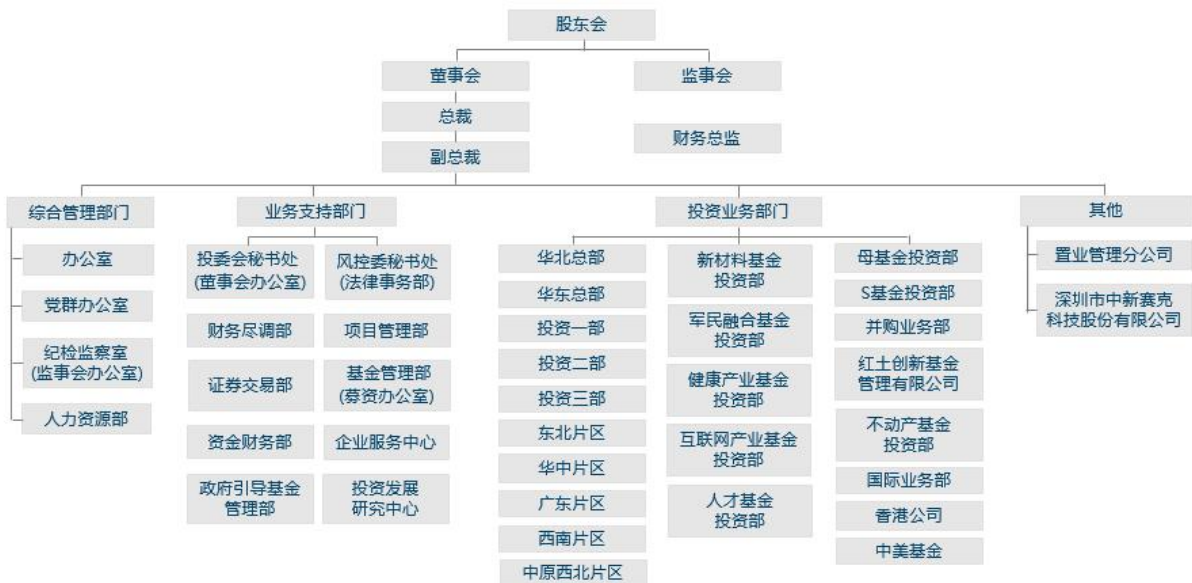 股东会
董事会
监事会
总裁
财务总监
副总裁
综合管理部门
业务支持部门
投资业务部门
其他
办公室
党群办公室
纪检监察室
(监事会办公室)
人力资源部
投委会秘书处
(董事会办公室)
财务尽调部
证券交易部
资金财务部
政府引导基金
管理部
风控委秘书处
(法律事务部)
项目管理部
基金管理部
(募资办公室)
企业服务中心
投资发展
研究中心
华北总部
华东总部
投资一部
投资二部
投资三部
东北片区
华中片区
广东片区
西南片区
中原西北片区
新材料基金
投资部
军民融合基金
投资部
健康产业基金
投资部
互联网产业基金
投资部
人才基金
投资部
母基金投资部
S基金投资部
并购业务部
红土创新基金
管理有限公司
不动产基金
投资部
国际业务部
香港公司
中美基金
置业管理分公司
深圳市中新赛克
科技股份有限公司